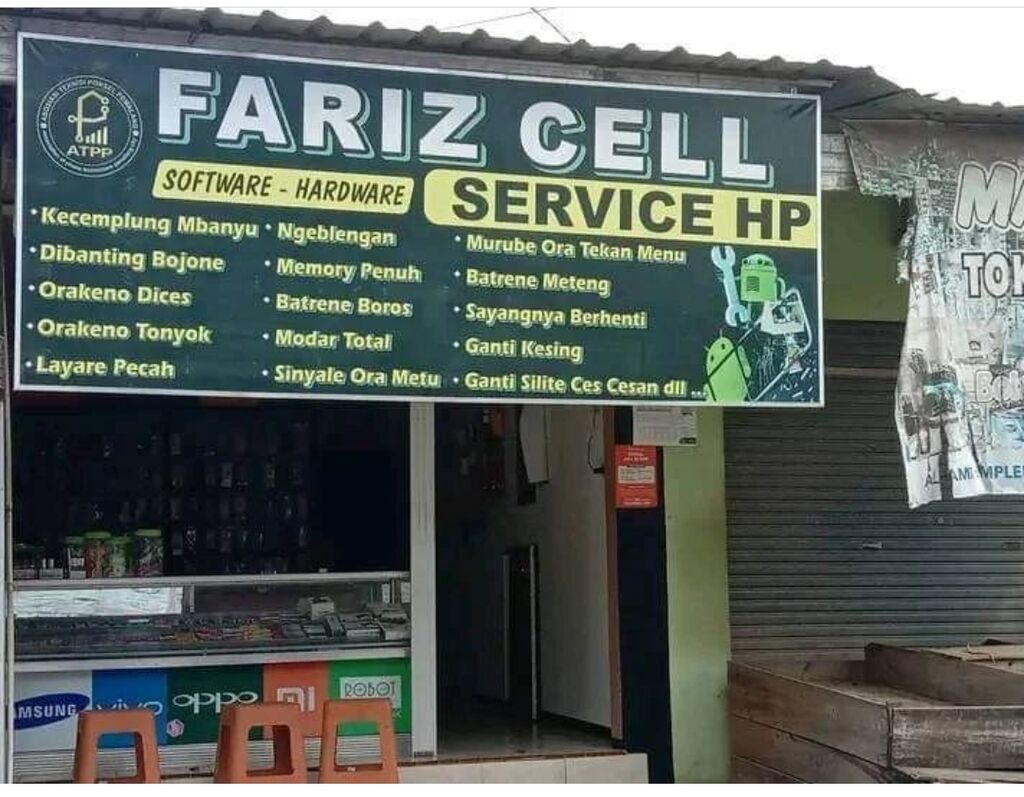 FARIZ CELL
SOFTWARE - HARDWARE
SERVICE HP
ATPP
• Kecemplung Mbanyu
• Dibanting Bojone
• Orakeno Dices
• Orakeno Tonyok
• Layare Pecah
• Ngeblengan
• Memory Penuh
• Batrene Boros
• Modar Total
• Sinyale Ora Metu
• Murube Ora Tekan Menu
• Batrene Meteng
• Sayangnya Berhenti
• Ganti Kesing
• Ganti Silite Ces Cesan dll ...
MA
TOK
SAMSUNG
vivo
oppo
mi
ROBOT